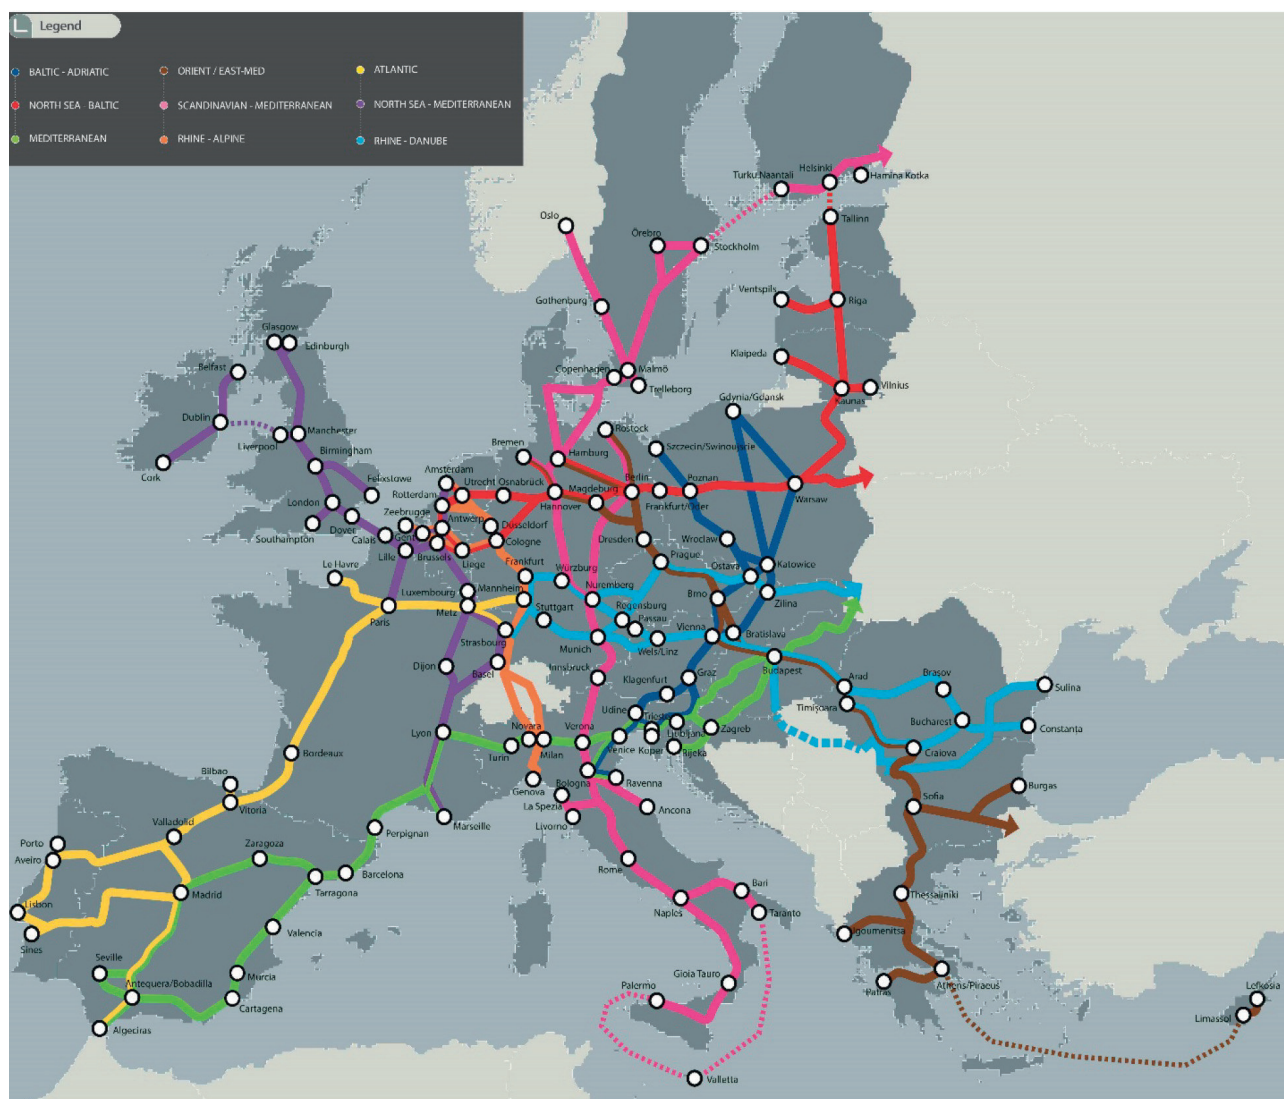 Legend
BALTIC - ADRIATIC
ORIENT / EAST-MED
ATLANTIC
NORTH SEA - BALTIC
SCANDINAVIAN - MEDITERRANEAN
NORTH SEA - MEDITERRANEAN
MEDITERRANEAN
RHINE - ALPINE
RHINE - DANUBE
Helsinki
Turku Naantali
Hamina Kotka
Oslo
Örebro
Stockholm
Tallinn
Ventspils
Riga
Gothenburg
Glasgow
Edinburgh
Klaipeda
Belfast
Copenhagen
Malmö
Trelleborg
Vilnius
Kaunas
Gdynia/Gdansk
Dublin
Liverpool
Manchester
Rostock
Birmingham
Bremen
Hamburg
Szczecin/Swinoujscie
Cork
Felixstowe
Amsterdam
Utrecht
Osnabrück
Berlin
Poznan
Warsaw
London
Rotterdam
Hannover
Magdeburg
Frankfurt/Oder
Zeebrugge
Antwerp
Düsseldorf
Southampton
Dover
Calais
Gent
Cologne
Dresden
Wroclaw
Lille
Brussels
Liege
Frankfurt
Würzburg
Prague
Ostava
Katowice
Le Havre
Luxembourg
Mannheim
Nuremberg
Brno
Zilina
Paris
Metz
Stuttgart
Regensburg
Passau
Strasbourg
Munich
Wels/Linz
Vienna
Bratislava
Dijon
Basel
Innsbruck
Klagenfurt
Graz
Budapest
Arad
Brașov
Sulina
Timișoara
Udine
Trieste
Ljubljana
Zagreb
Bucharest
Constanța
Lyon
Novara
Verona
Venice
Koper
Rijeka
Craiova
Turin
Milan
Bordeaux
Bilbao
Genova
Bologna
Ravenna
Burgas
Vitoria
La Spezia
Ancona
Sofia
Valladolid
Marseille
Livorno
Porto
Perpignan
Aveiro
Zaragoza
Barcelona
Rome
Tarragona
Madrid
Bari
Thessaliniki
Lisbon
Naples
Taranto
Valencia
Igoumenitsa
Sines
Seville
Murcia
Gioia Tauro
Antequera/Bobadilla
Palermo
Patras
Athens/Piraeus
Lefkosia
Cartagena
Limassol
Algeciras
Valletta